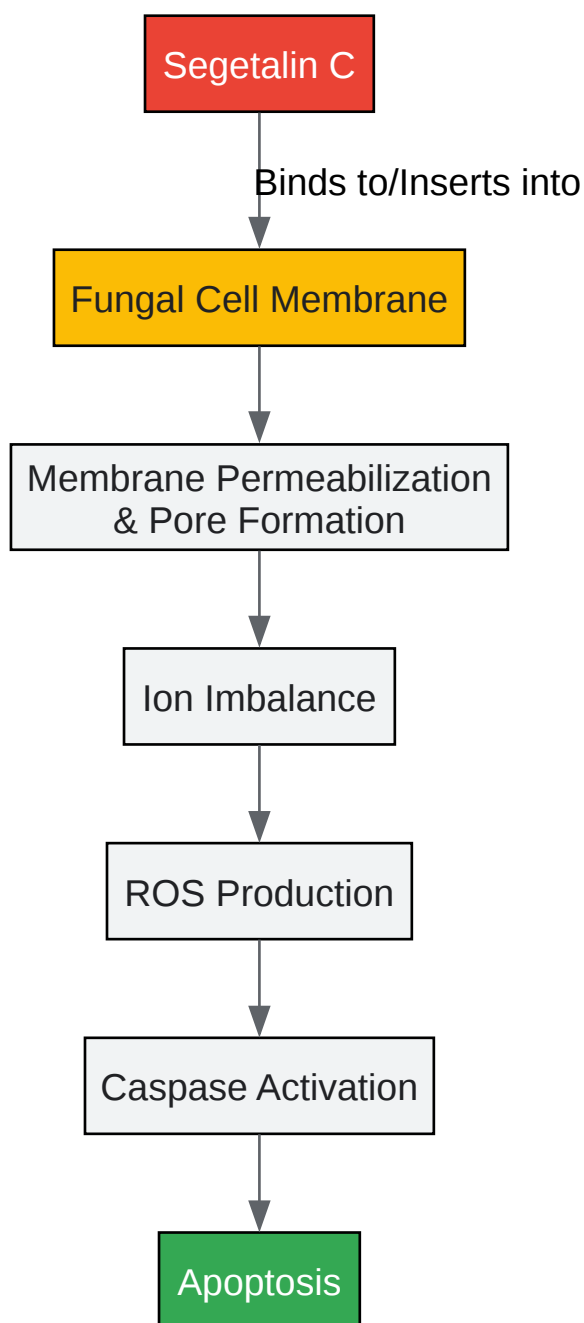 Segetalin C
Binds to/Inserts into
Fungal Cell Membrane
Membrane Permeabilization
& Pore Formation
Ion Imbalance
ROS Production
Caspase Activation
Apoptosis